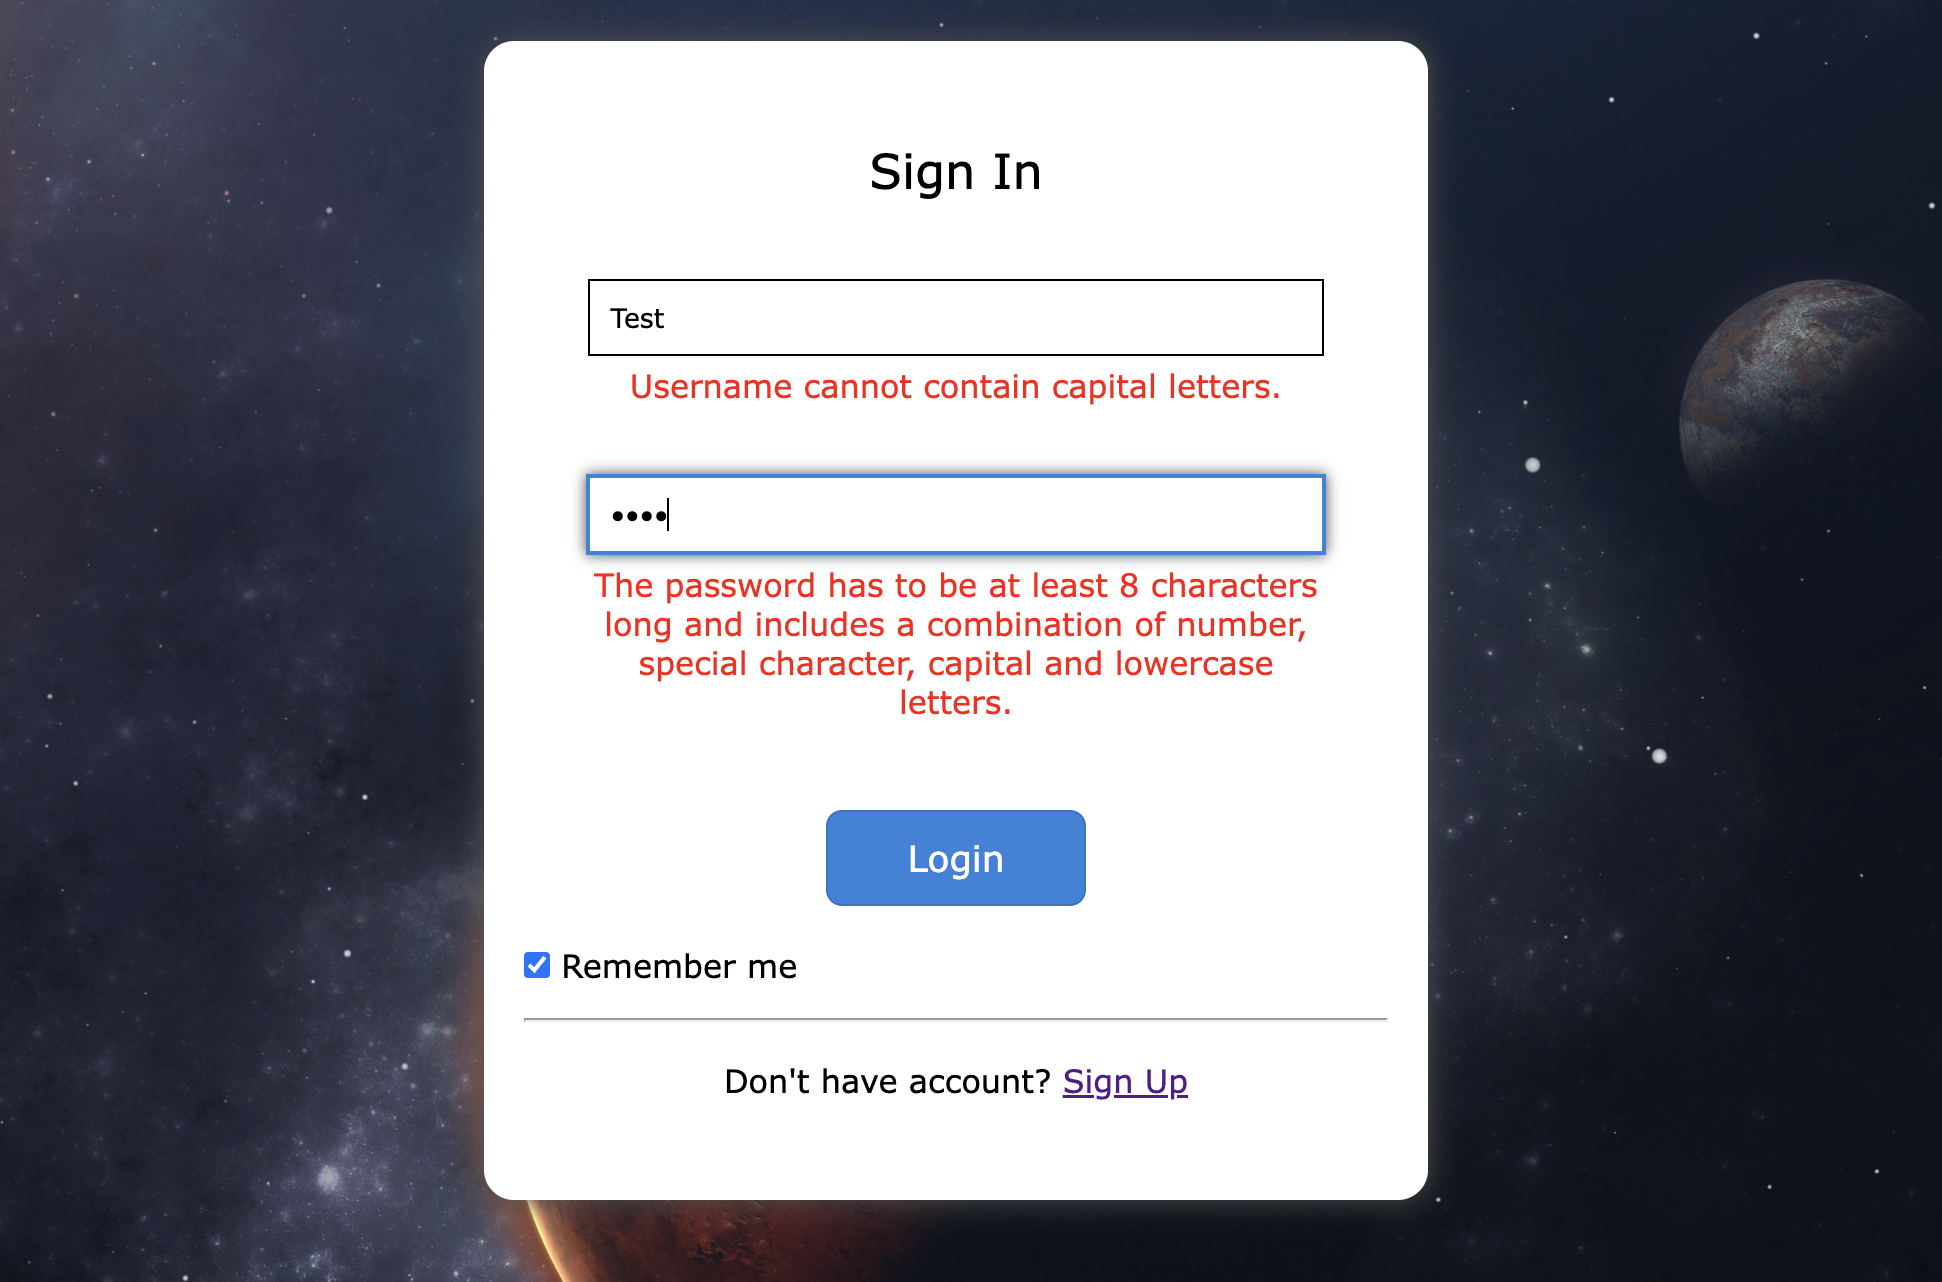 Sign In
Test
Username cannot contain capital letters.
••••
The password has to be at least 8 characters
long and includes a combination of number,
special character, capital and lowercase
letters.
Login
Remember me
Don't have account? Sign Up